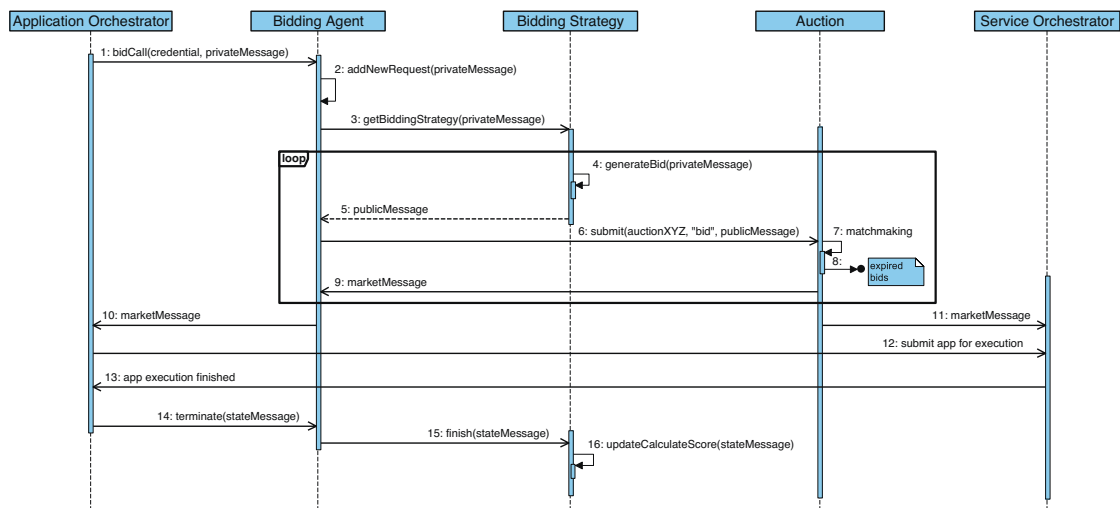 Application Orchestrator
Bidding Agent
Bidding Strategy
Auction
Service Orchestrator
1: bidCall(credential, privateMessage)
2: addNewRequest(privateMessage)
3: getBiddingStrategy(privateMessage)
loop
4: generateBid(privateMessage)
5: publicMessage
6: submit(auctionXYZ, "bid", publicMessage)
7: matchmaking
8:
expired
bids
9: marketMessage
10: marketMessage
11: marketMessage
12: submit app for execution
13: app execution finished
14: terminate(stateMessage)
15: finish(stateMessage)
16: updateCalculateScore(stateMessage)